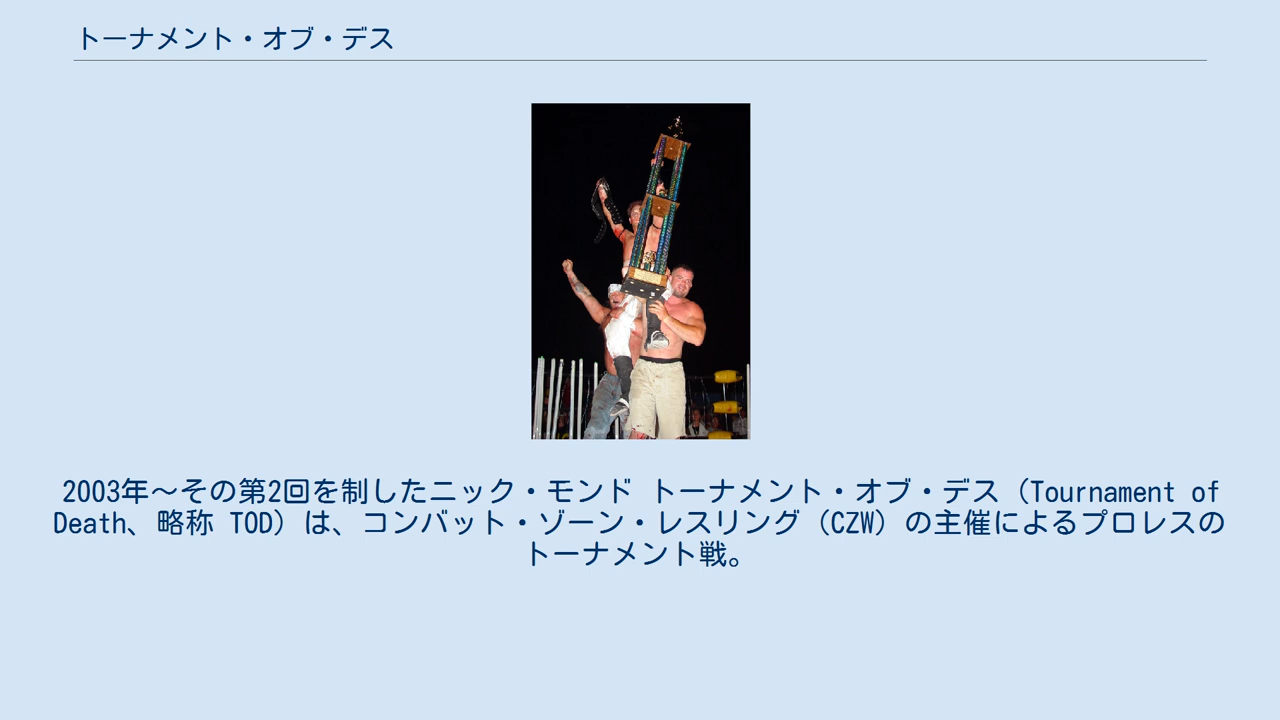 トーナメント・オブ・デス
2003年～その第2回を制したニック・モンド トーナメント・オブ・デス（Tournament of
Death、略称 TOD）は、コンバット・ゾーン・レスリング（CZW）の主催によるプロレスの
トーナメント戦。